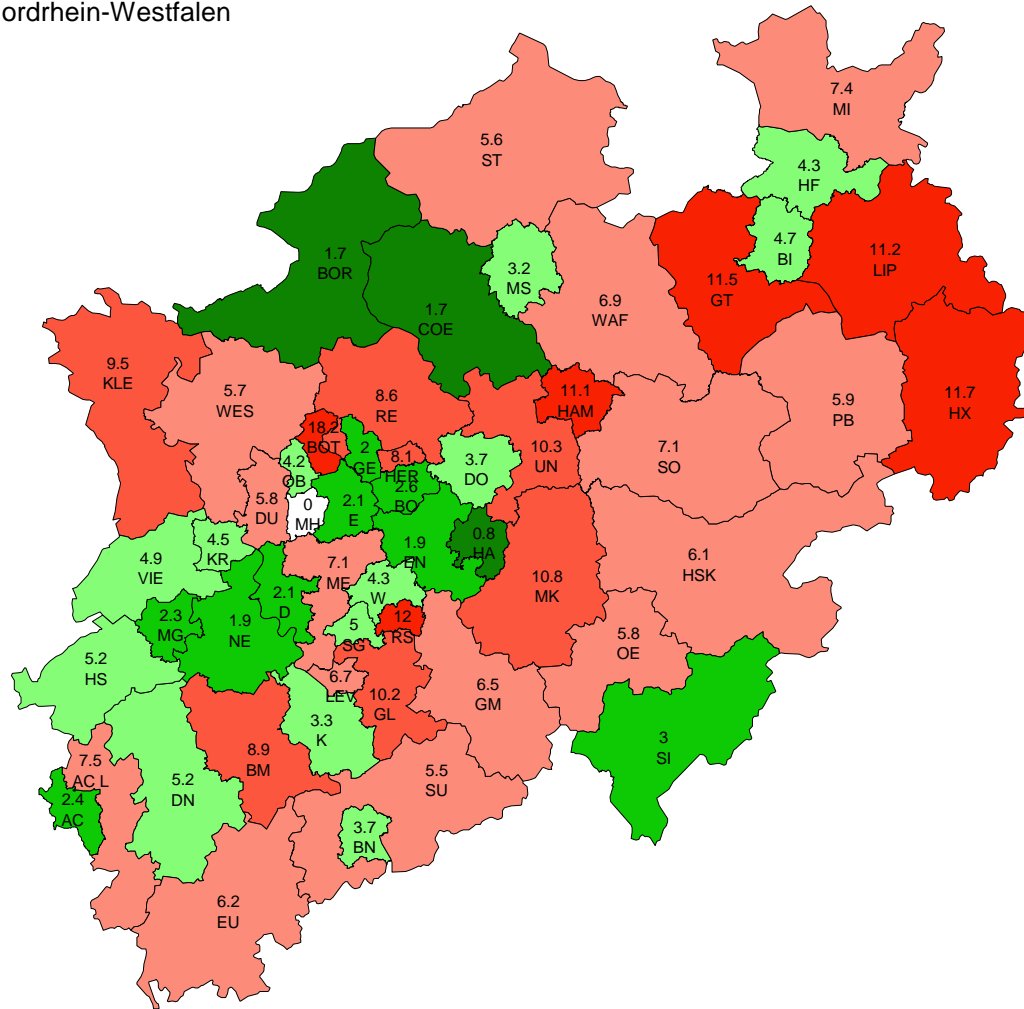 ordrhein-Westfalen
7.4
MI
5.6
ST
4.3
HF
4.7
BI
11.2
LIP
1.7
BOR
3.2
MS
11.5
GT
1.7
COE
6.9
WAF
9.5
KLE
5.7
WES
8.6
RE
11.1
HAM
5.9
PB
11.7
HX
18.2
BOT
2
GE
8.1
HER
10.3
UN
7.1
SO
4.2
OB
3.7
DO
2.6
BO
5.8
DU
0
MH
2.1
E
4.5
KR
1.9
EN
0.8
HA
4.9
VIE
7.1
ME
4.3
W
10.8
MK
6.1
HSK
2.3
MG
1.9
NE
2.1
D
5
SG
12
RS
5.8
OE
5.2
HS
6.7
LEV
10.2
GL
6.5
GM
3.3
K
3
SI
7.5
AC L
8.9
BM
5.5
SU
5.2
DN
2.4
AC
3.7
BN
6.2
EU